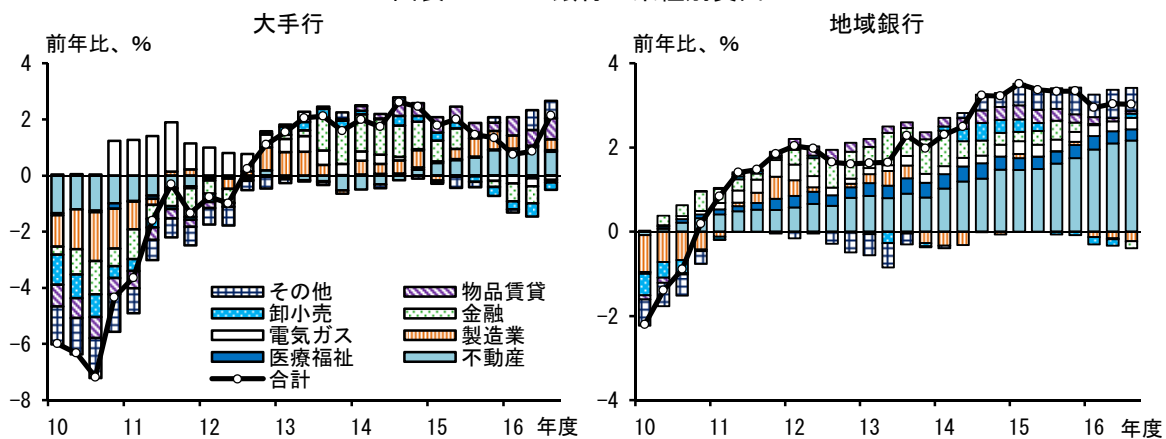 大手行
前年比、%
4
2
0
-2
-4
-6
-8
10 11 12 13 14 15 16 年度
その他
物品賃貸
卸小売
金融
電気ガス
製造業
医療福祉
不動産
合計
地域銀行
前年比、%
4
2
0
-2
-4
10 11 12 13 14 15 16 年度